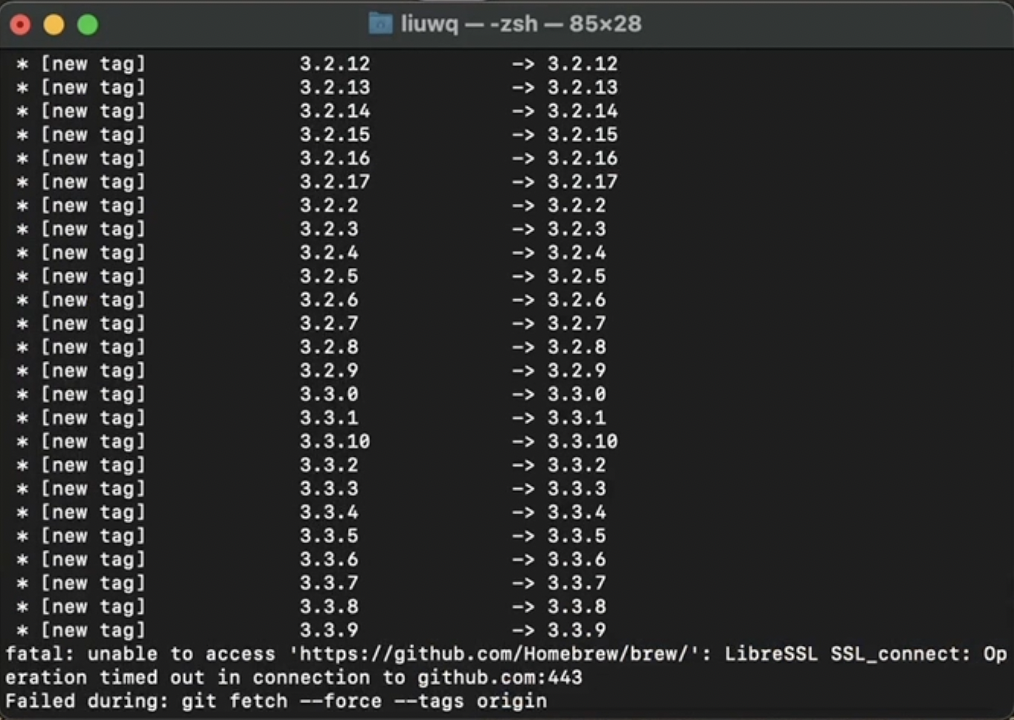 liuwq — -zsh — 85×28
* [new tag] 3.2.12 -> 3.2.12
* [new tag] 3.2.13 -> 3.2.13
* [new tag] 3.2.14 -> 3.2.14
* [new tag] 3.2.15 -> 3.2.15
* [new tag] 3.2.16 -> 3.2.16
* [new tag] 3.2.17 -> 3.2.17
* [new tag] 3.2.2 -> 3.2.2
* [new tag] 3.2.3 -> 3.2.3
* [new tag] 3.2.4 -> 3.2.4
* [new tag] 3.2.5 -> 3.2.5
* [new tag] 3.2.6 -> 3.2.6
* [new tag] 3.2.7 -> 3.2.7
* [new tag] 3.2.8 -> 3.2.8
* [new tag] 3.2.9 -> 3.2.9
* [new tag] 3.3.0 -> 3.3.0
* [new tag] 3.3.1 -> 3.3.1
* [new tag] 3.3.10 -> 3.3.10
* [new tag] 3.3.2 -> 3.3.2
* [new tag] 3.3.3 -> 3.3.3
* [new tag] 3.3.4 -> 3.3.4
* [new tag] 3.3.5 -> 3.3.5
* [new tag] 3.3.6 -> 3.3.6
* [new tag] 3.3.7 -> 3.3.7
* [new tag] 3.3.8 -> 3.3.8
* [new tag] 3.3.9 -> 3.3.9
fatal: unable to access 'https://github.com/Homebrew/brew/': LibreSSL SSL_connect: Op
eration timed out in connection to github.com:443
Failed during: git fetch --force --tags origin